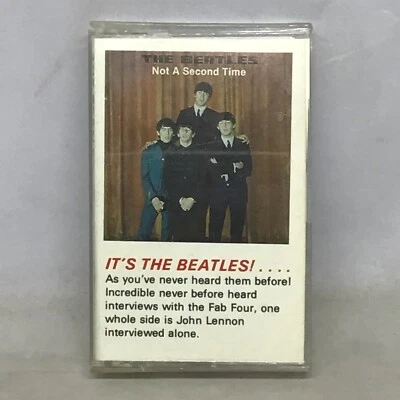 THE BEATLES
Not A Second Time
IT'S THE BEATLES!....
As you've never heard them before!
Incredible never before heard
interviews with the Fab Four, one
whole side is John Lennon
interviewed alone.